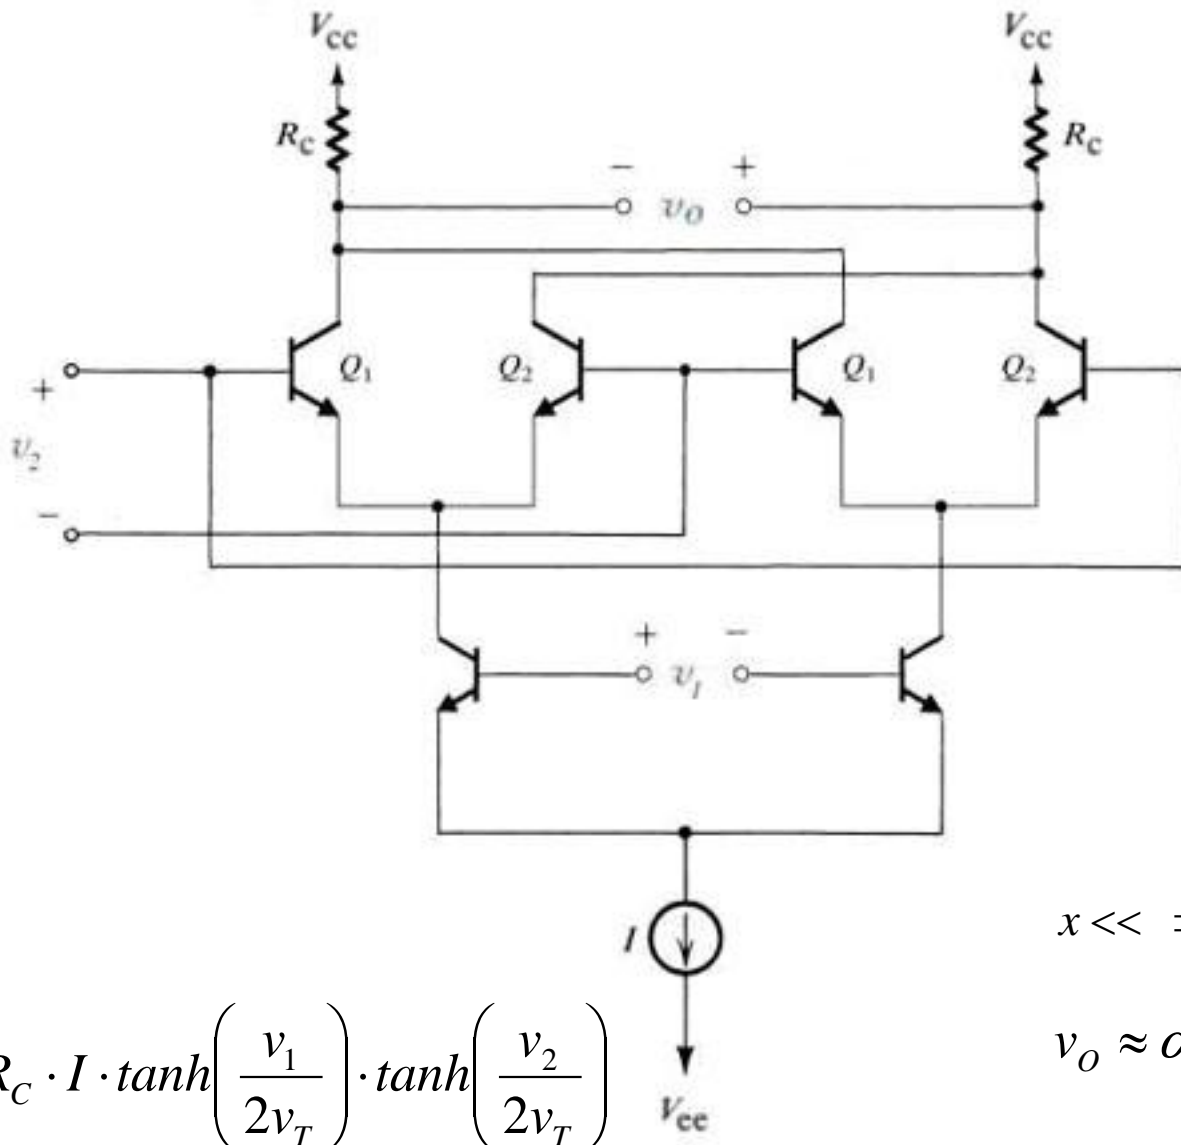 Vcc Vcc
Rc Rc
− +
vO
Q1 Q2 Q1 Q2
+
v2
−
+ −
vI
I
x << =
RC · I · tanh( v1 / 2vT ) · tanh( v2 / 2vT )
vO ≈
Vee